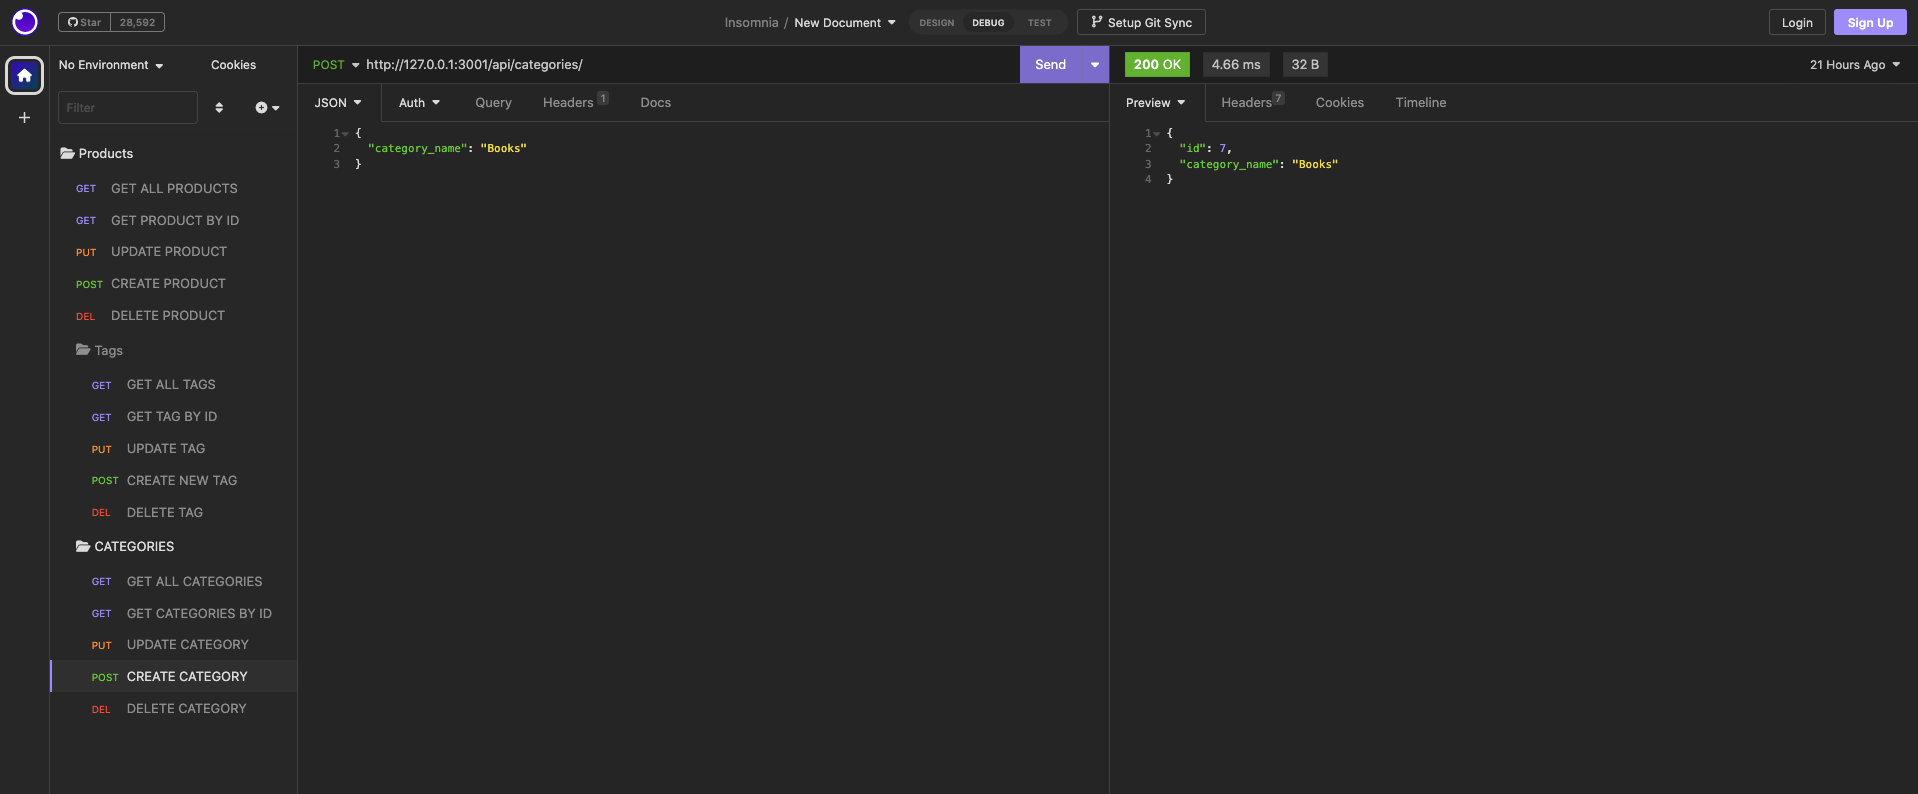 Star 28,592
Insomnia / New Document
DESIGN DEBUG TEST
Setup Git Sync
Login
Sign Up
No Environment
Cookies
Filter
Products
GET GET ALL PRODUCTS
GET GET PRODUCT BY ID
PUT UPDATE PRODUCT
POST CREATE PRODUCT
DEL DELETE PRODUCT
Tags
GET GET ALL TAGS
GET GET TAG BY ID
PUT UPDATE TAG
POST CREATE NEW TAG
DEL DELETE TAG
CATEGORIES
GET GET ALL CATEGORIES
GET GET CATEGORIES BY ID
PUT UPDATE CATEGORY
POST CREATE CATEGORY
DEL DELETE CATEGORY
POST http://127.0.0.1:3001/api/categories/
Send
JSON Auth Query Headers 1 Docs
1 {
2 "category_name": "Books"
3 }
200 OK 4.66 ms 32 B
21 Hours Ago
Preview Headers 7 Cookies Timeline
1 {
2 "id": 7,
3 "category_name": "Books"
4 }